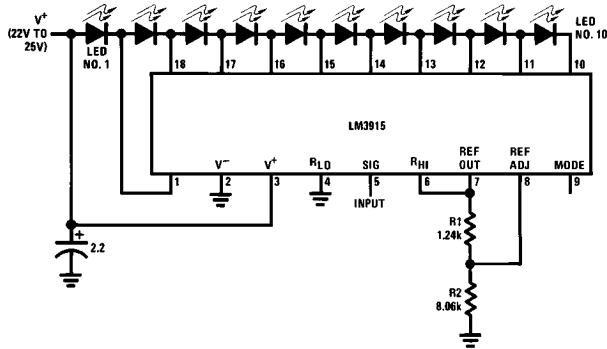 V+
(22V TO
25V)
LED
NO. 1
LED
NO. 10
18
17
16
15
14
13
12
11
10
LM3915
V−
V+
RLO
SIG
RHI
REF
OUT
REF
ADJ
MODE
1
2
3
4
5
6
7
8
9
INPUT
+
2.2
R1
1.24k
R2
8.06k